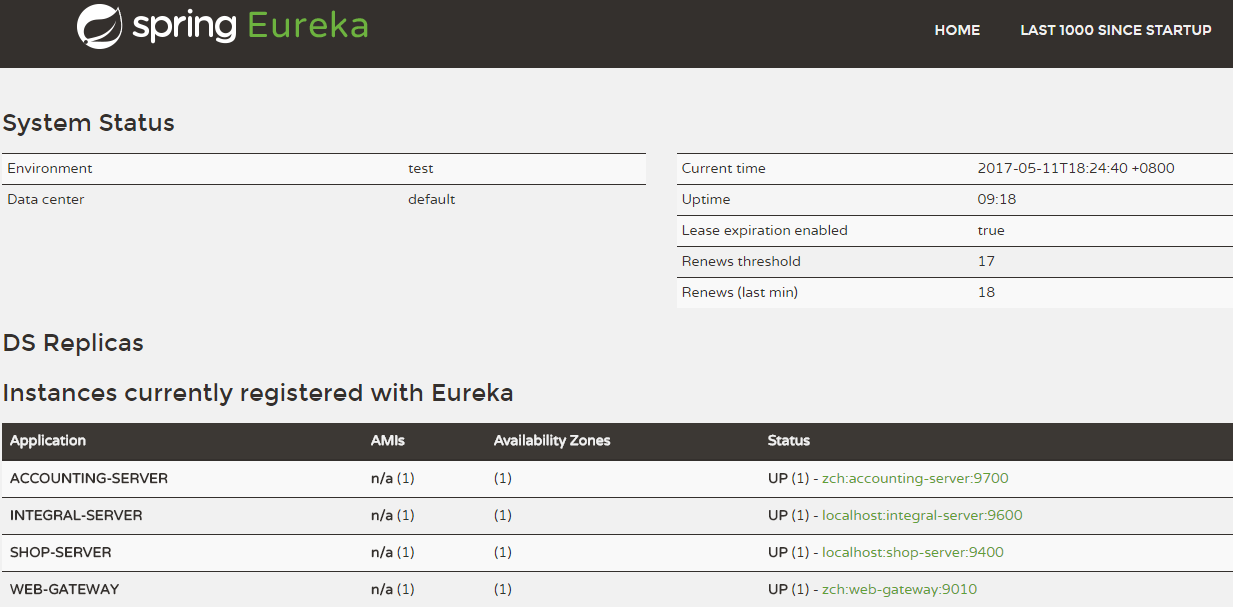 spring Eureka HOME LAST 1000 SINCE STARTUP
System Status
Environment test
Data center default
Current time 2017-05-11T18:24:40 +0800
Uptime 09:18
Lease expiration enabled true
Renews threshold 17
Renews (last min) 18
DS Replicas
Instances currently registered with Eureka
Application AMIs Availability Zones Status
ACCOUNTING-SERVER n/a (1) (1) UP (1) - zch:accounting-server:9700
INTEGRAL-SERVER n/a (1) (1) UP (1) - localhost:integral-server:9600
SHOP-SERVER n/a (1) (1) UP (1) - localhost:shop-server:9400
WEB-GATEWAY n/a (1) (1) UP (1) - zch:web-gateway:9010